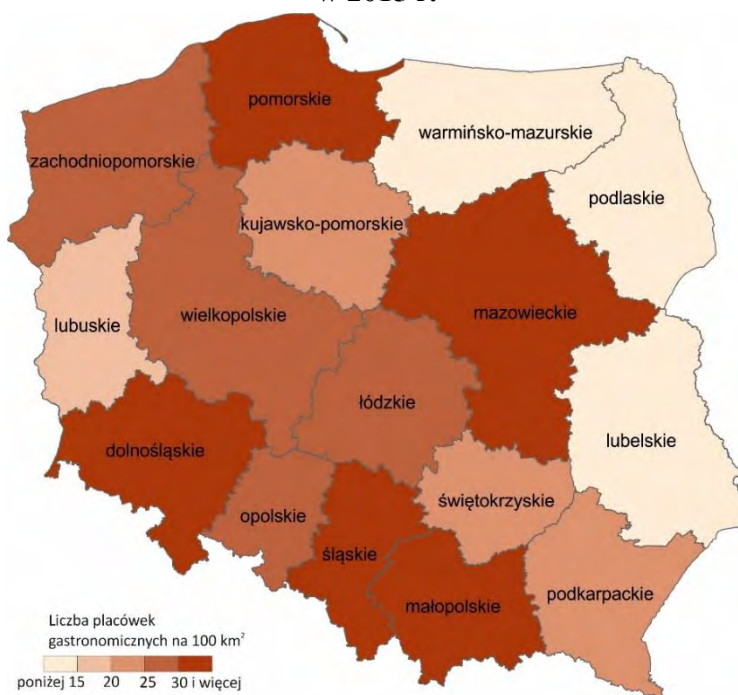 w 2015 r.
pomorskie
warmińsko-mazurskie
zachodniopomorskie
podlaskie
kujawsko-pomorskie
mazowieckie
wielkopolskie
lubuskie
łódzkie
lubelskie
dolnośląskie
świętokrzyskie
opolskie
śląskie
podkarpackie
małopolskie
Liczba placówek
gastronomicznych na 100 km²
poniżej 15 20 25 30 i więcej